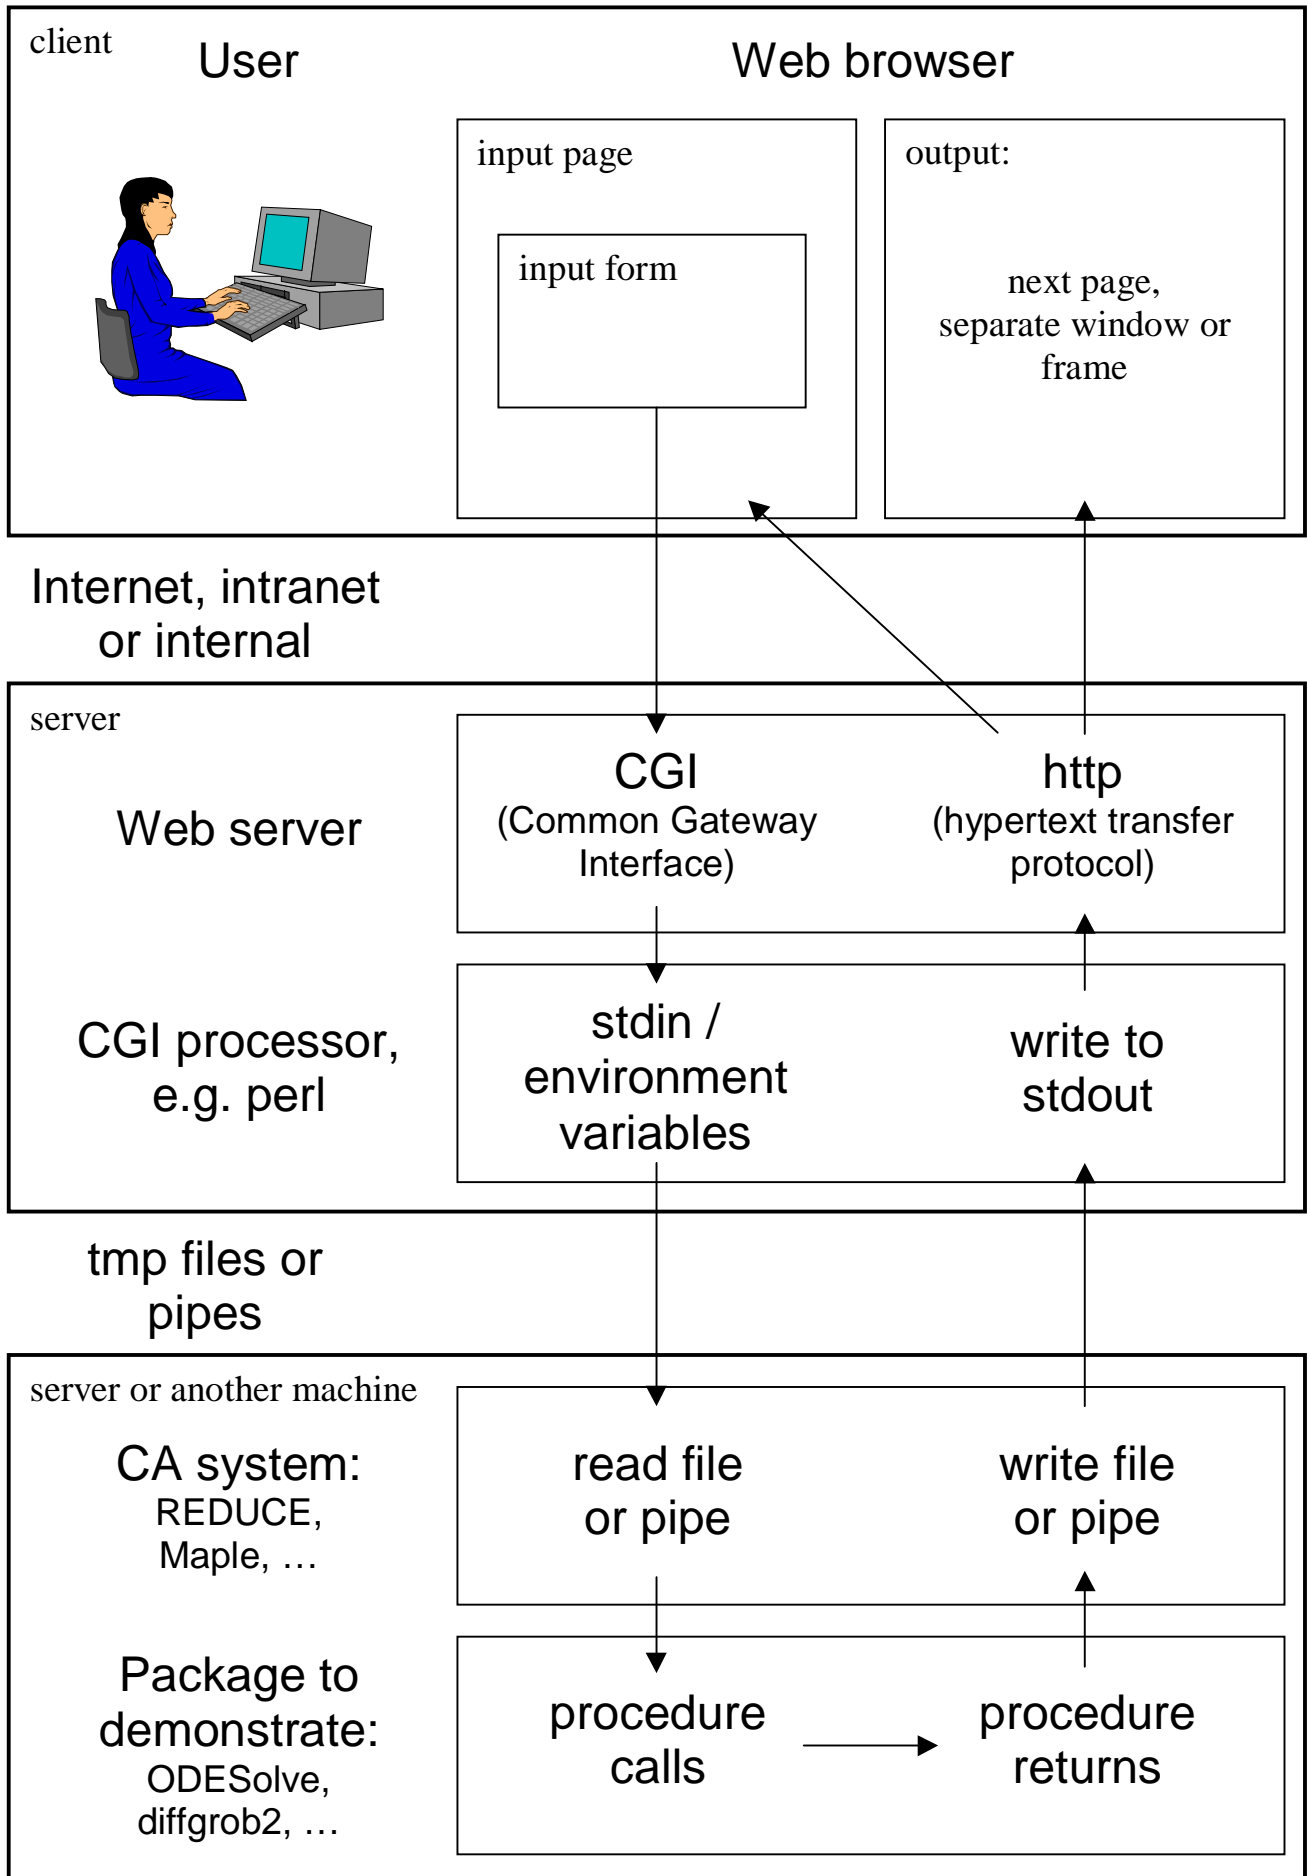 client
User
Web browser
input page
output:
input form
next page,
separate window or
frame
Internet, intranet
or internal
server
Web server
CGI
(Common Gateway
Interface)
http
(hypertext transfer
protocol)
CGI processor,
e.g. perl
stdin /
environment
variables
write to
stdout
tmp files or
pipes
server or another machine
CA system:
REDUCE,
Maple, …
read file
or pipe
write file
or pipe
Package to
demonstrate:
ODESolve,
diffgrob2, …
procedure
calls
procedure
returns